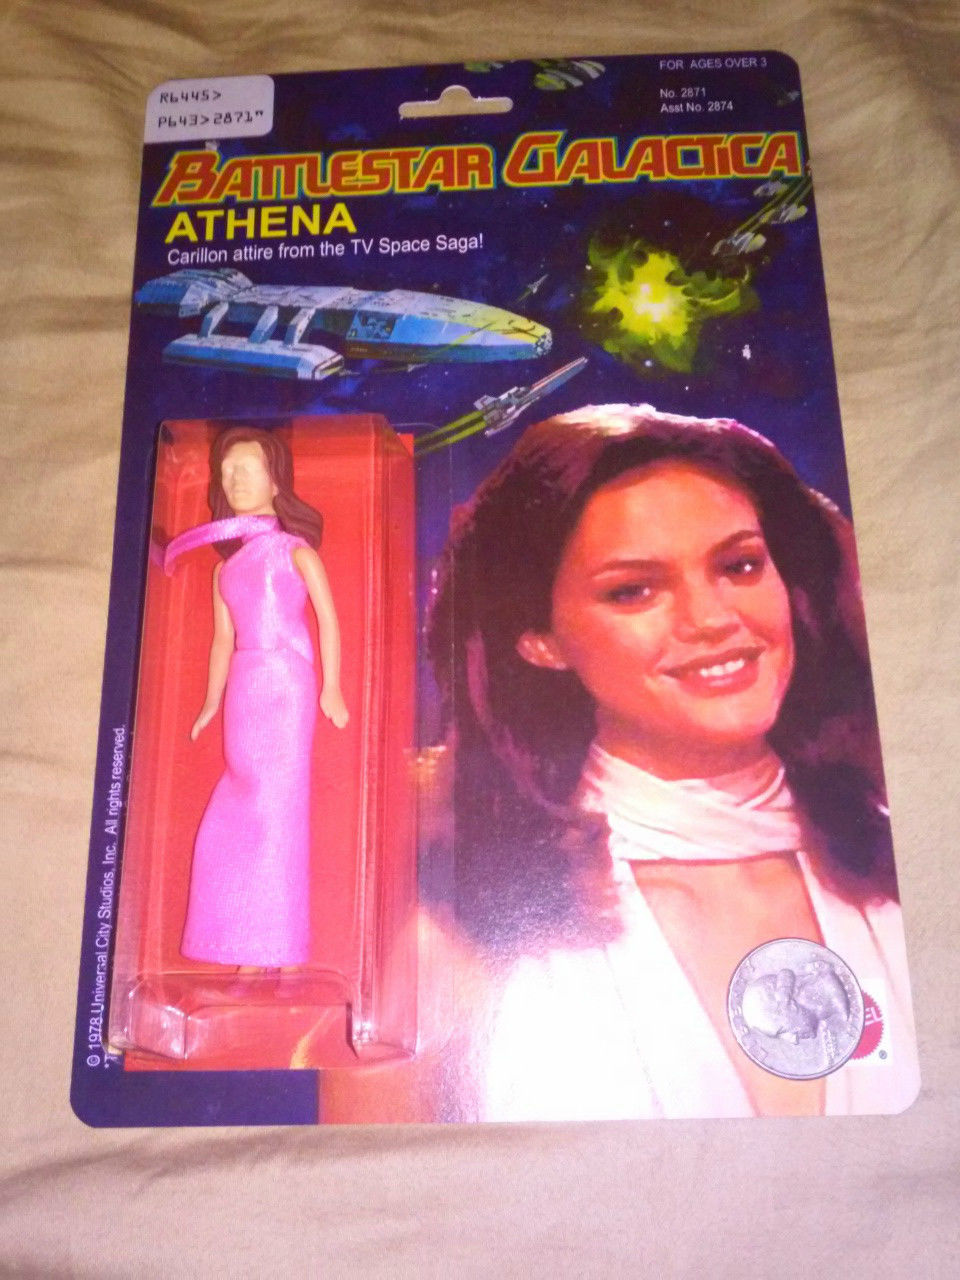 R6445>
P643>2871"
FOR AGES OVER 3
No. 2871
Asst No. 2874
BATTLESTAR GALACTICA
ATHENA
Carillon attire from the TV Space Saga!
© 1978 Universal City Studios, Inc. All rights reserved.